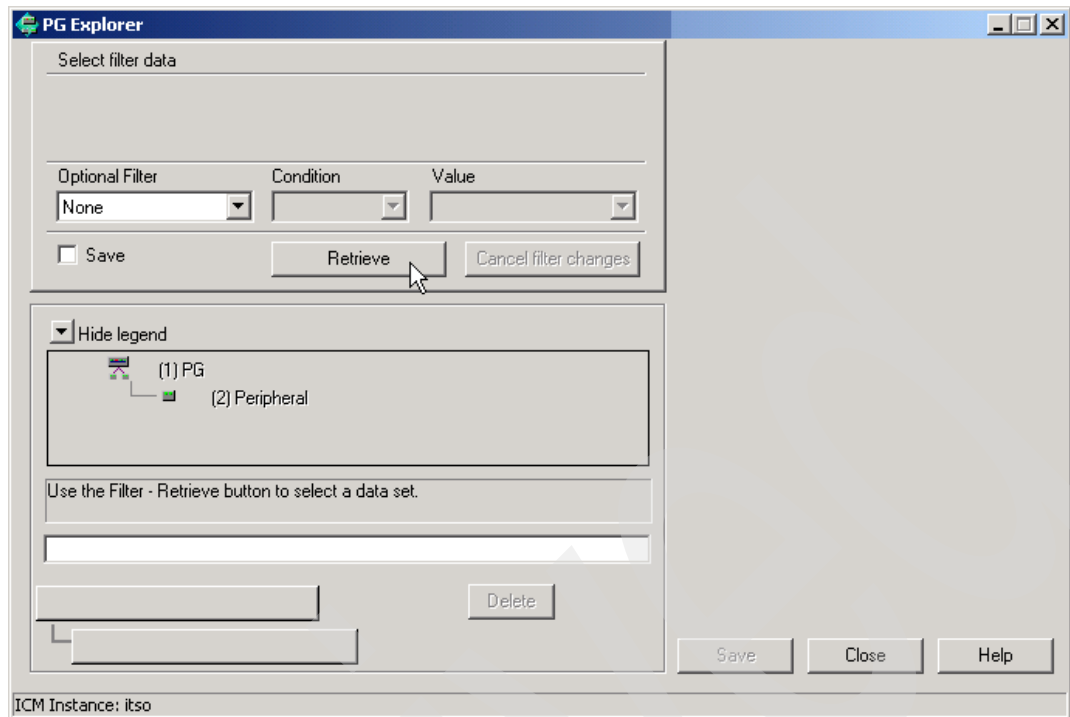 PG Explorer
Select filter data
Optional Filter Condition Value
None
Save Retrieve Cancel filter changes
Hide legend
(1) PG
(2) Peripheral
Use the Filter - Retrieve button to select a data set.
Delete
Save Close Help
ICM Instance: itso